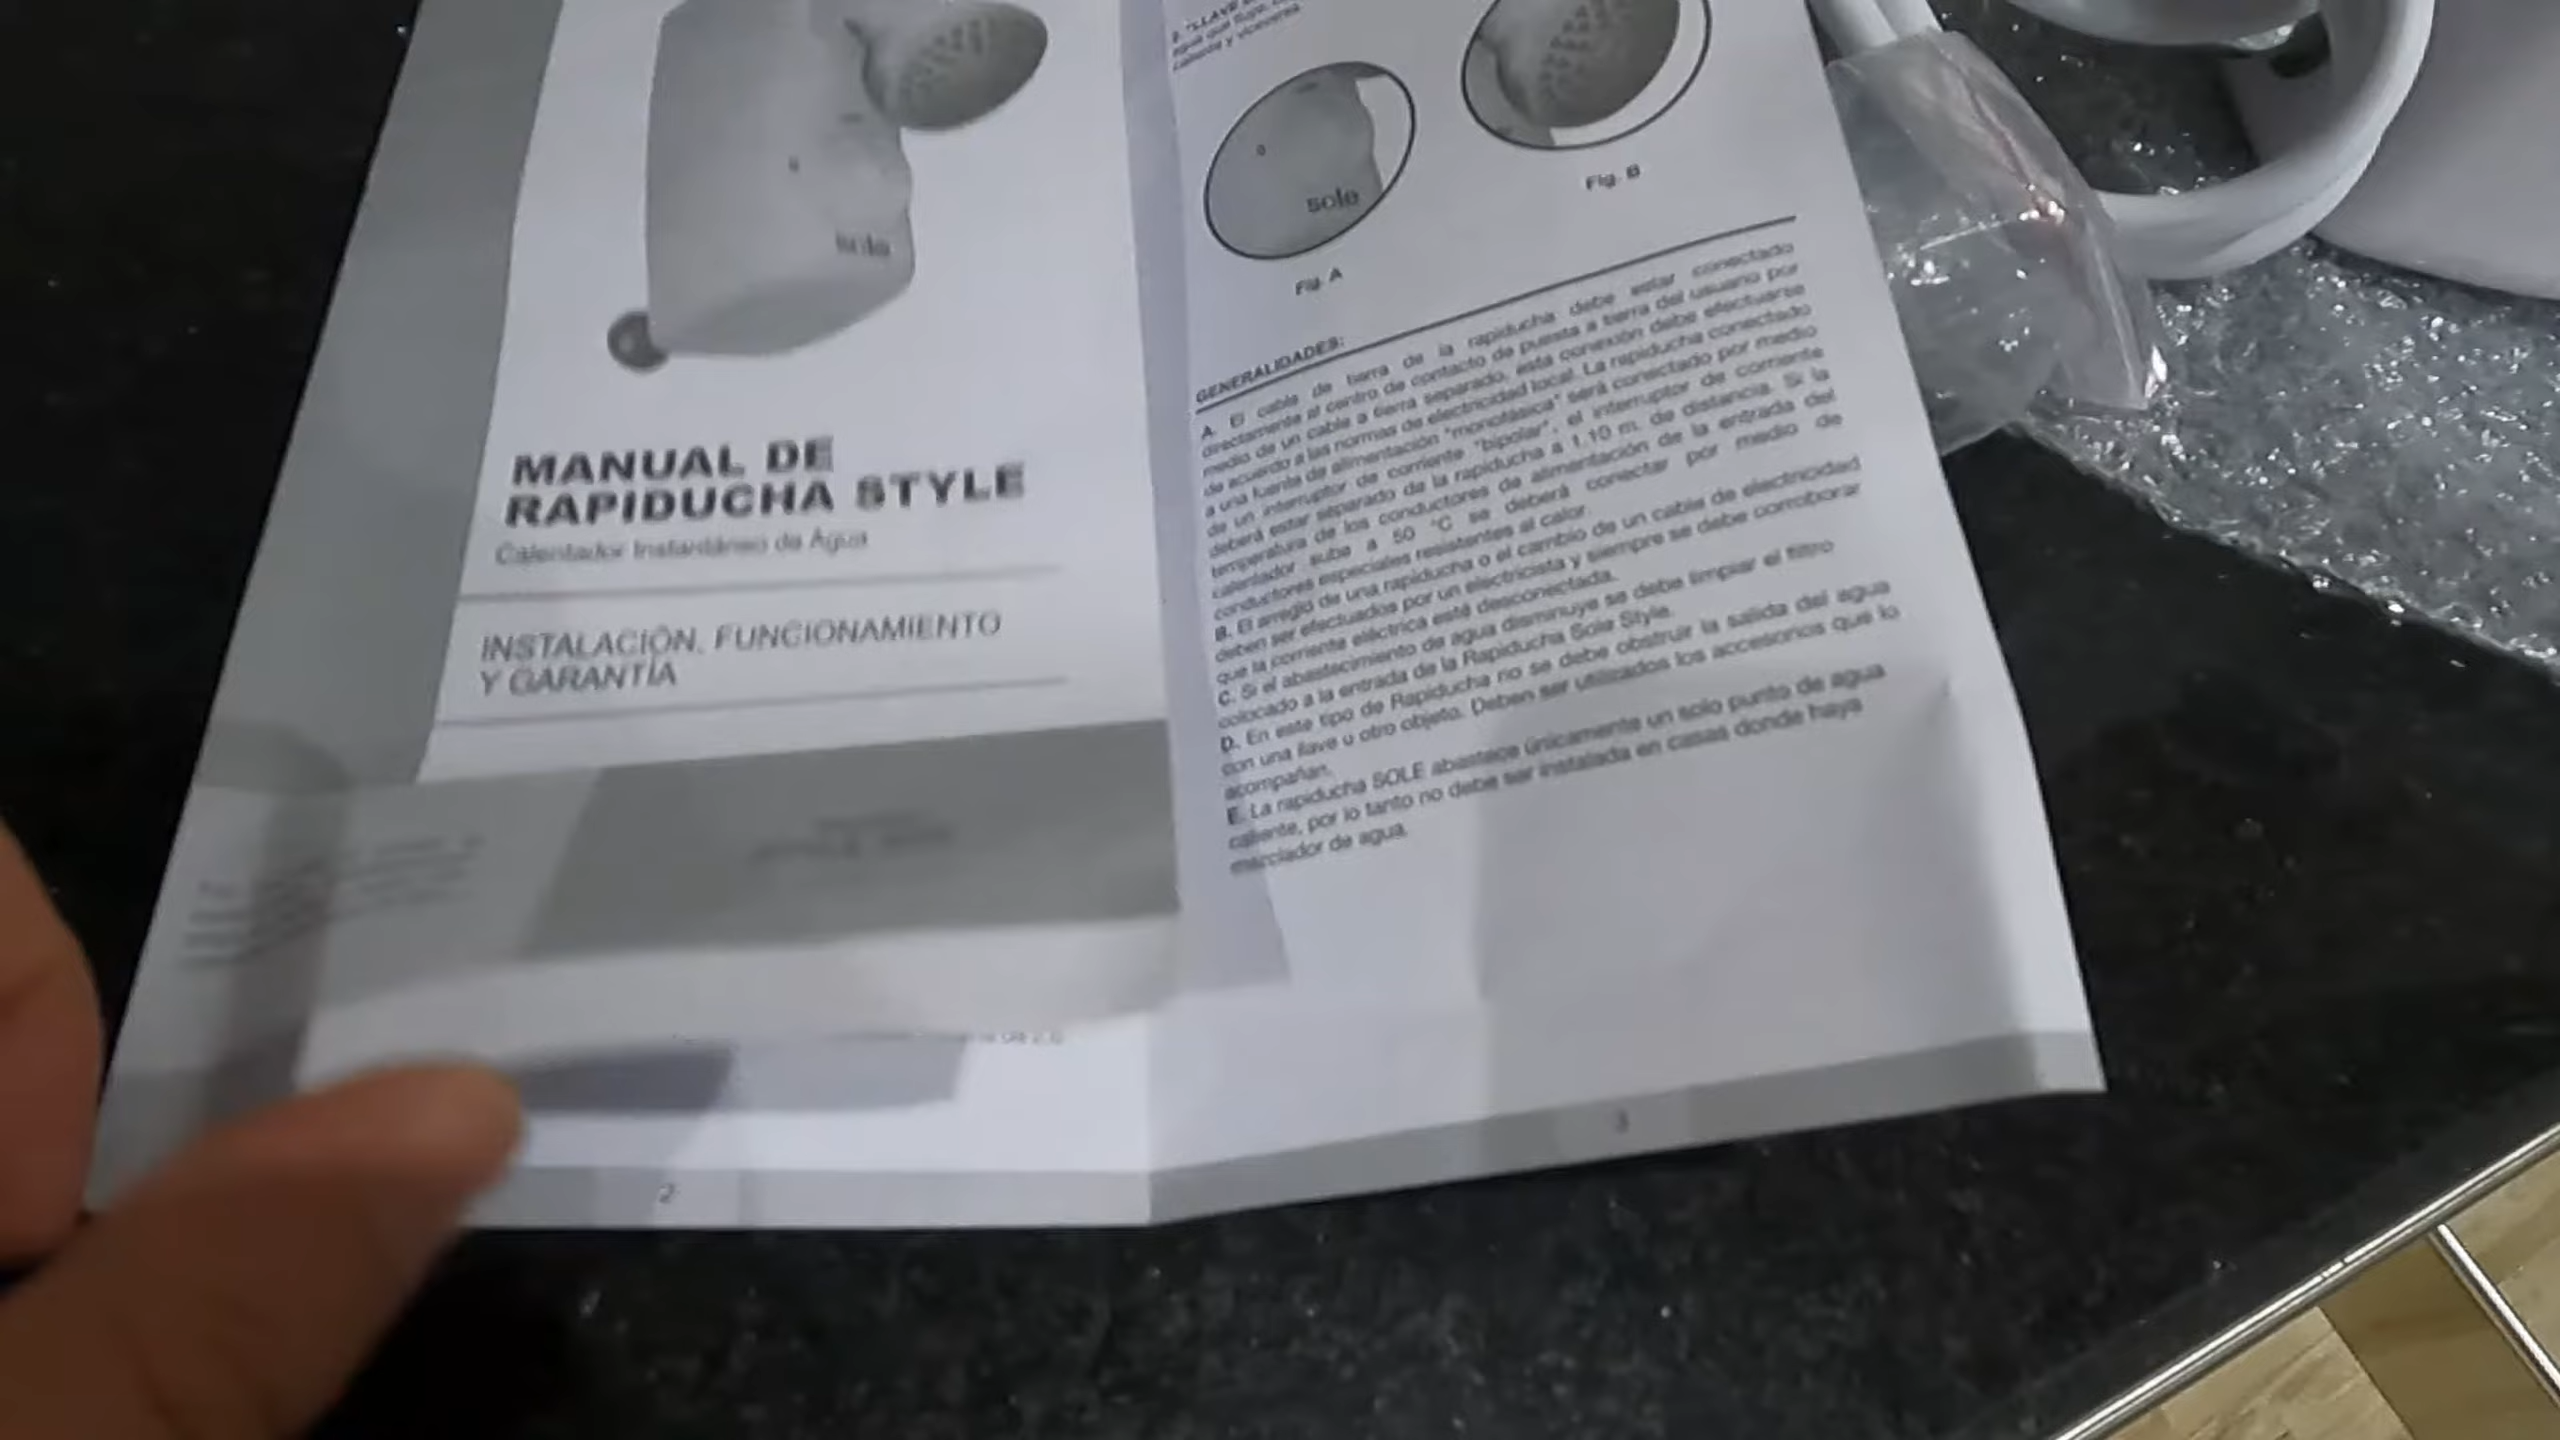 sole
MANUAL DE
RAPIDUCHA STYLE
Calentador Instantáneo de Agua
INSTALACIÓN, FUNCIONAMIENTO
Y GARANTÍA
2
"LLAVE
agua que fluya,
caliente y viceversa
sole
Fig. A
Fig. B
GENERALIDADES:
A. El cable de tierra de la rapiducha debe estar conectado
directamente al centro de contacto de puesta a tierra del usuario por
medio de un cable a tierra separado, esta conexión debe efectuarse
de acuerdo a las normas de electricidad local. La rapiducha conectado
a una fuente de alimentación "monofásica" será conectado por medio
de un interruptor de corriente "bipolar", el interruptor de corriente
deberá estar separado de la rapiducha a 1.10 m. de distancia. Si la
temperatura de los conductores de alimentación de la entrada del
calentador sube a 50 °C se deberá conectar por medio de
conductores especiales resistentes al calor.
B. El arreglo de una rapiducha o el cambio de un cable de electricidad
deben ser efectuados por un electricista y siempre se debe corroborar
que la corriente eléctrica esté desconectada.
C. Si el abastecimiento de agua disminuye se debe limpiar el filtro
colocado a la entrada de la Rapiducha Sole Style.
D. En este tipo de Rapiducha no se debe obstruir la salida del agua
con una llave u otro objeto. Deben ser utilizados los accesorios que lo
acompañan.
E. La rapiducha SOLE abastece únicamente un solo punto de agua
caliente, por lo tanto no debe ser instalada en casas donde haya
mezclador de agua.
3